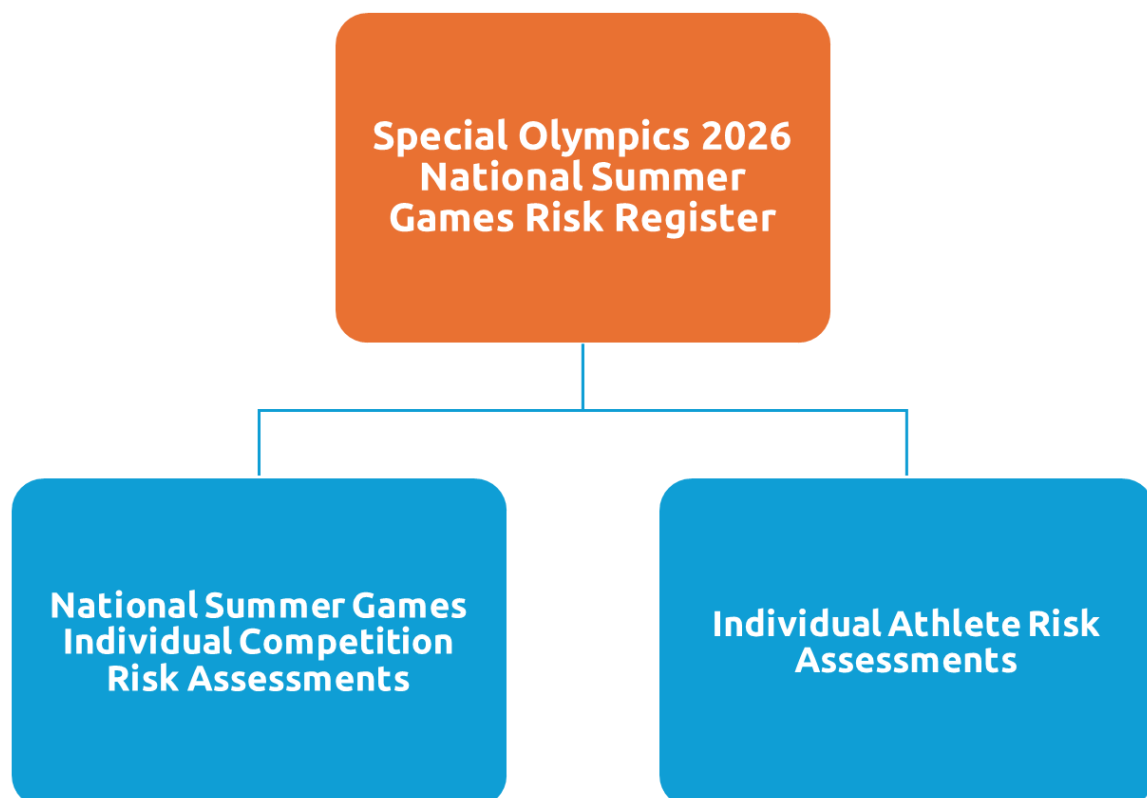 Special Olympics 2026
National Summer
Games Risk Register
National Summer Games
Individual Competition
Risk Assessments
Individual Athlete Risk
Assessments